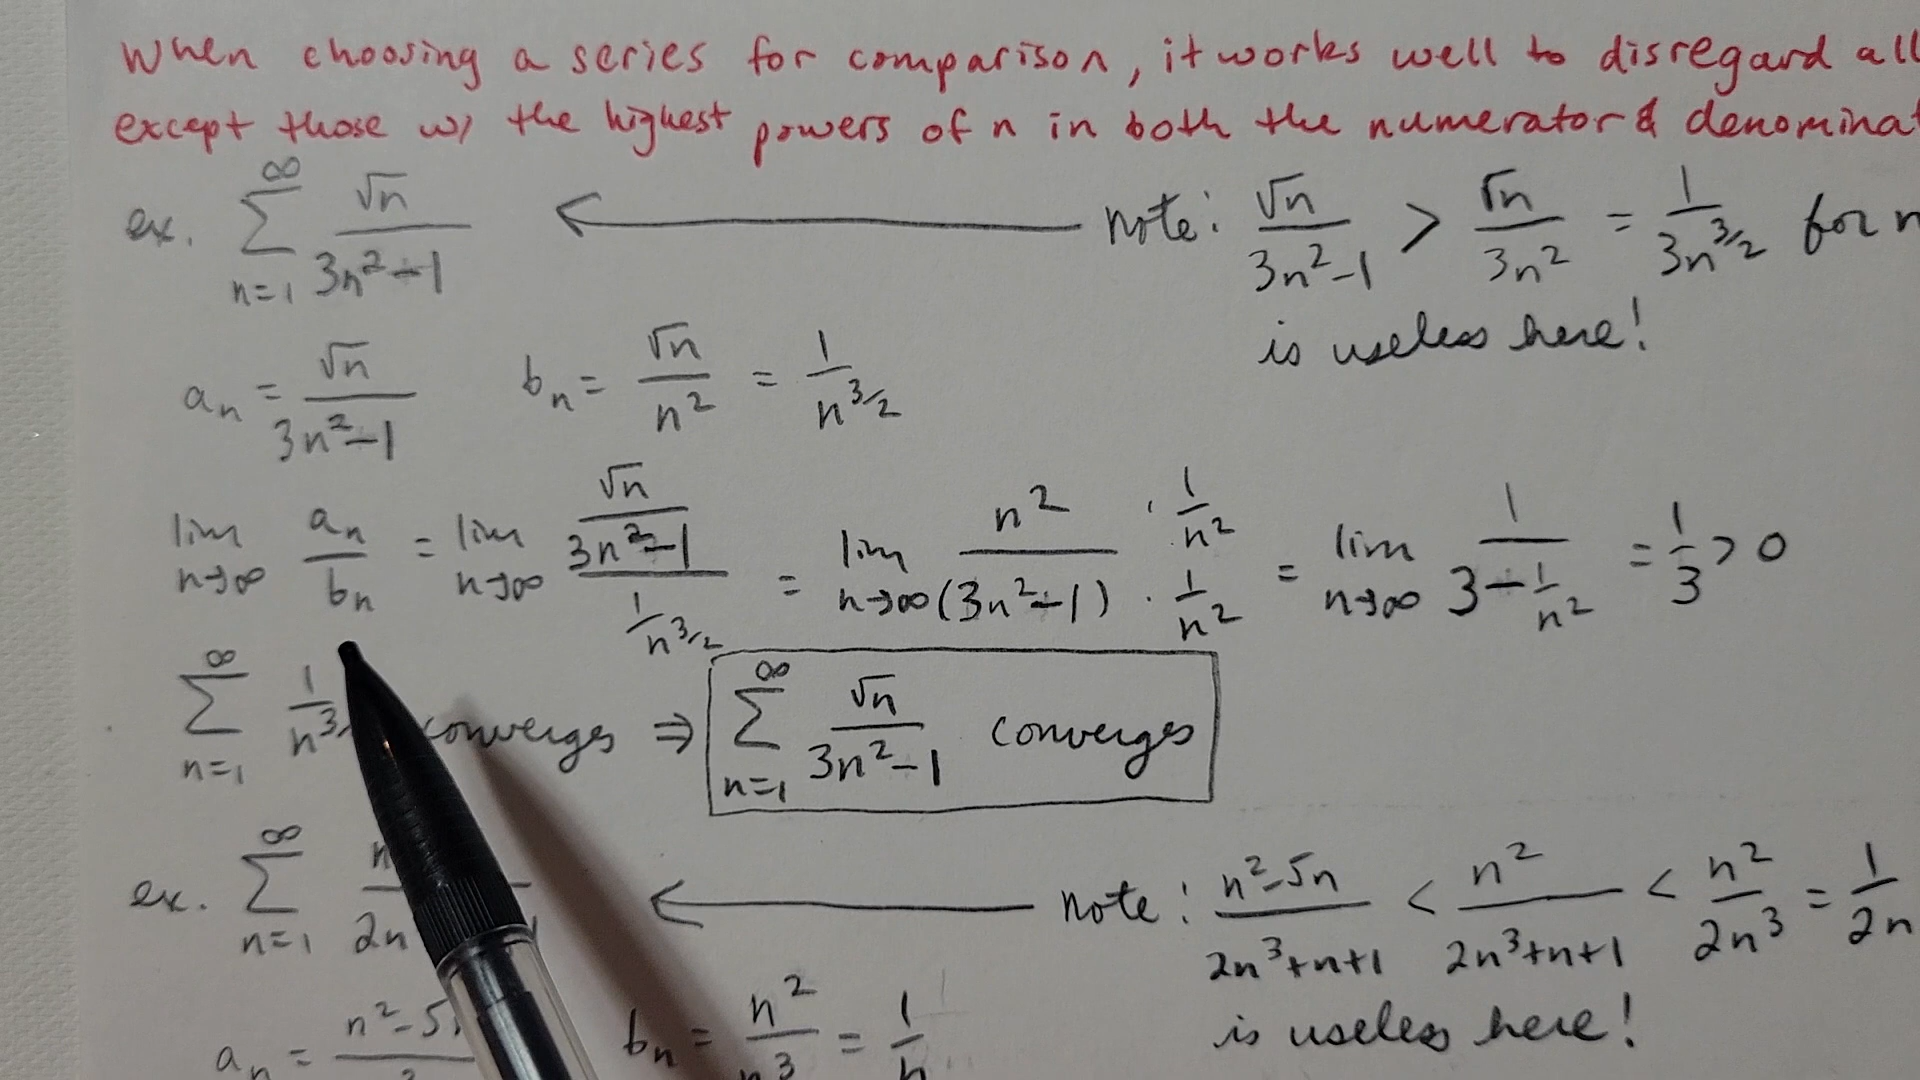 When choosing a series for comparison, it works well to disregard all
except those w/ the highest powers of n in both the numerator & denominat
ex. ∑_{n=1}^{∞} √n/(3n²-1) ← note: √n/(3n²-1) > √n/(3n²) = 1/(3n^{3/2}) for n
is useless here!
a_n = √n/(3n²-1) b_n = √n/n² = 1/n^{3/2}
lim_{n→∞} a_n/b_n = lim_{n→∞} (√n/(3n²-1))/(1/n^{3/2}) = lim_{n→∞} n²/(3n²-1) · (1/n²)/(1/n²) = lim_{n→∞} 1/(3-1/n²) = 1/3 > 0
∑_{n=1}^{∞} 1/n^3 converges ⇒ ∑_{n=1}^{∞} √n/(3n²-1) converges
ex. ∑_{n=1}^{∞} n/2n ← note: (n²-5n)/(2n³+n+1) < n²/(2n³+n+1) < n²/(2n³) = 1/(2n)
is useless here!
a_n = n²-5 b_n = n²/n³ = 1/n